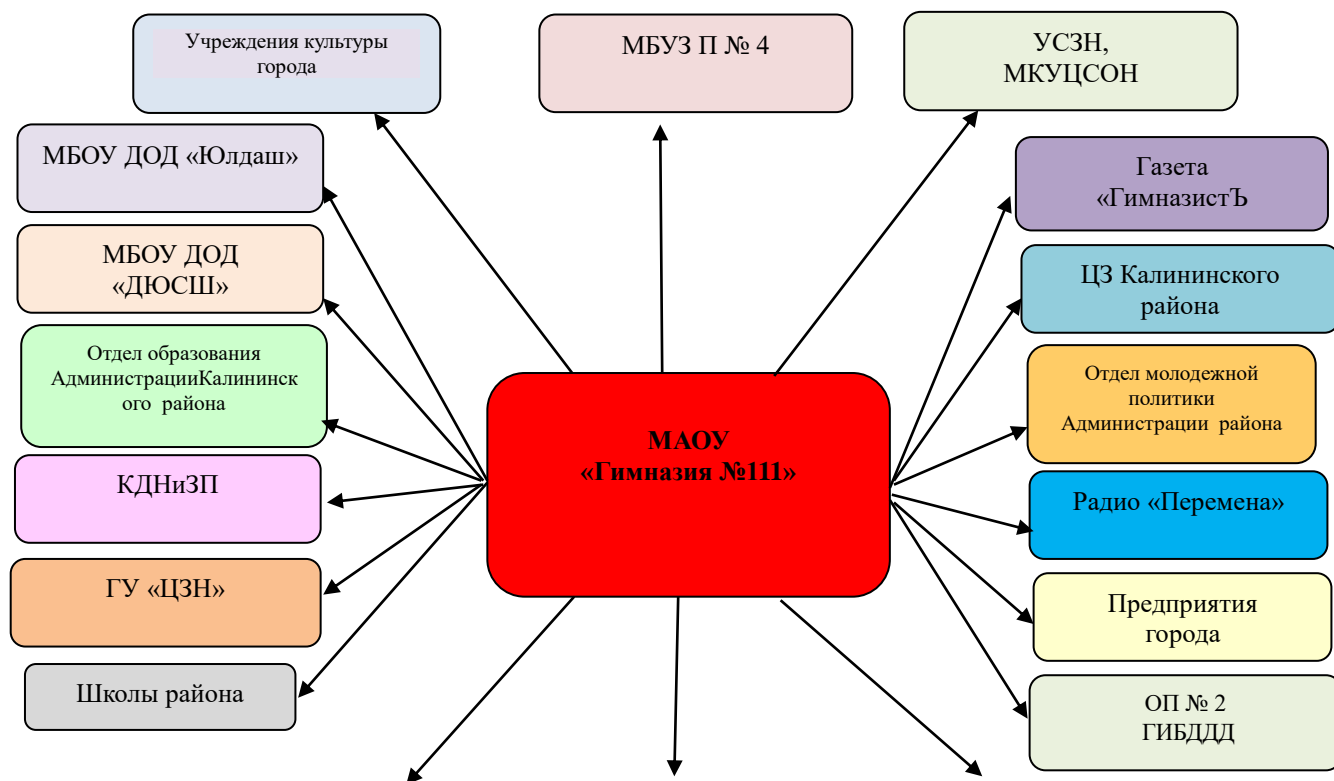 Учреждения культуры
города
МБУЗ П № 4
УСЗН,
МКУЦСОН
МБОУ ДОД «Юлдаш»
Газета
«ГимназистЪ
МБОУ ДОД
«ДЮСШ»
ЦЗ Калининского
района
Отдел образования
АдминистрацииКалининск
ого района
Отдел молодежной
политики
Администрации района
МАОУ
«Гимназия №111»
КДНиЗП
Радио «Перемена»
ГУ «ЦЗН»
Предприятия
города
Школы района
ОП № 2
ГИБДДД